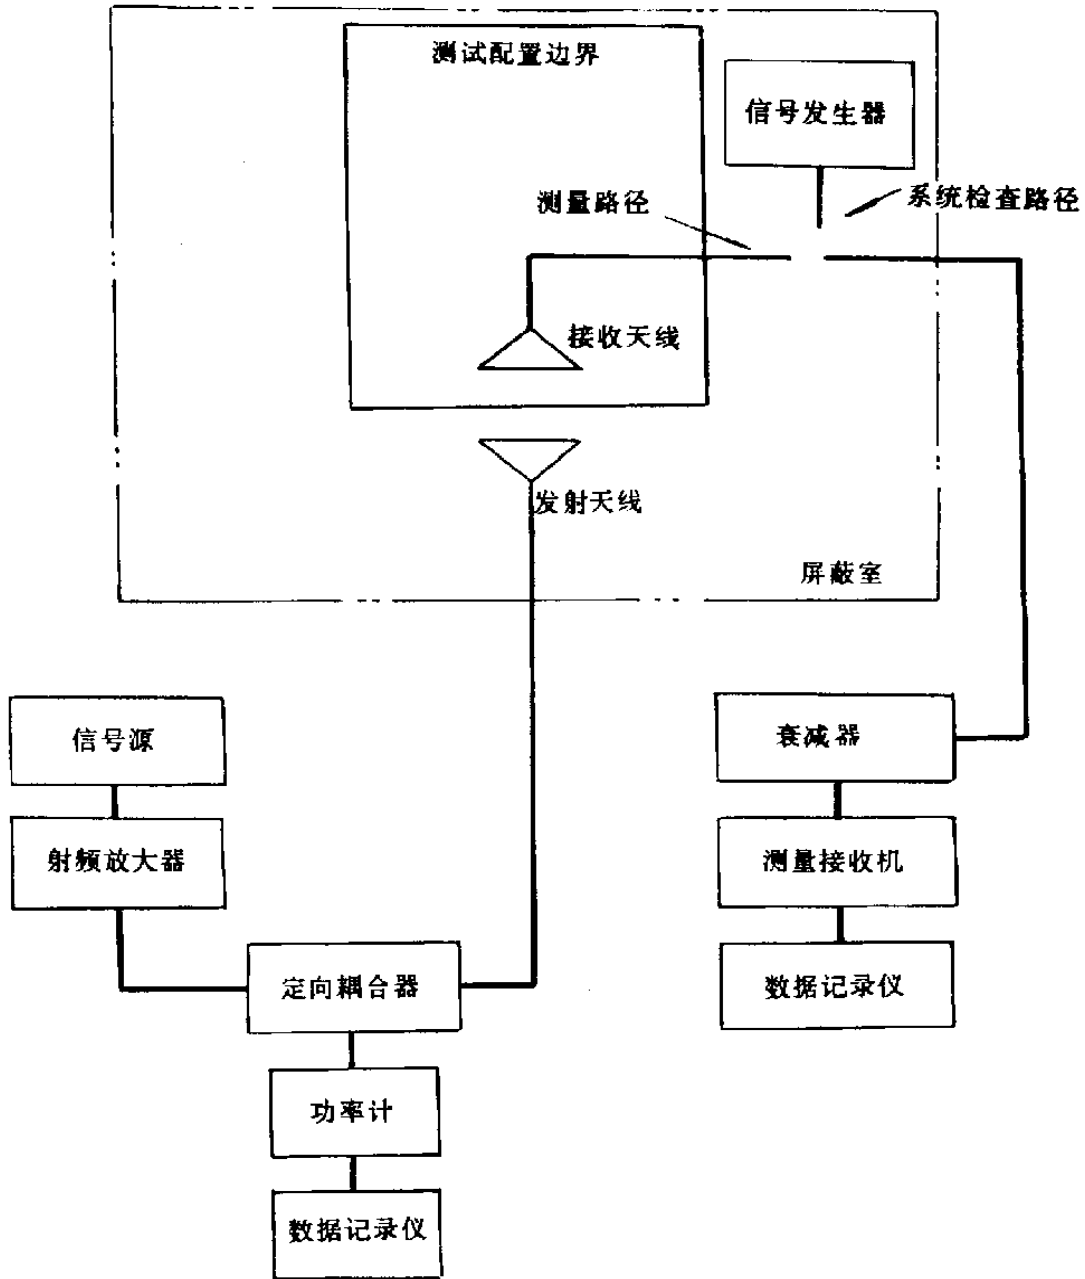 测试配置边界
信号发生器
测量路径
系统检查路径
接收天线
发射天线
屏蔽室
信号源
衰减器
射频放大器
测量接收机
定向耦合器
数据记录仪
功率计
数据记录仪